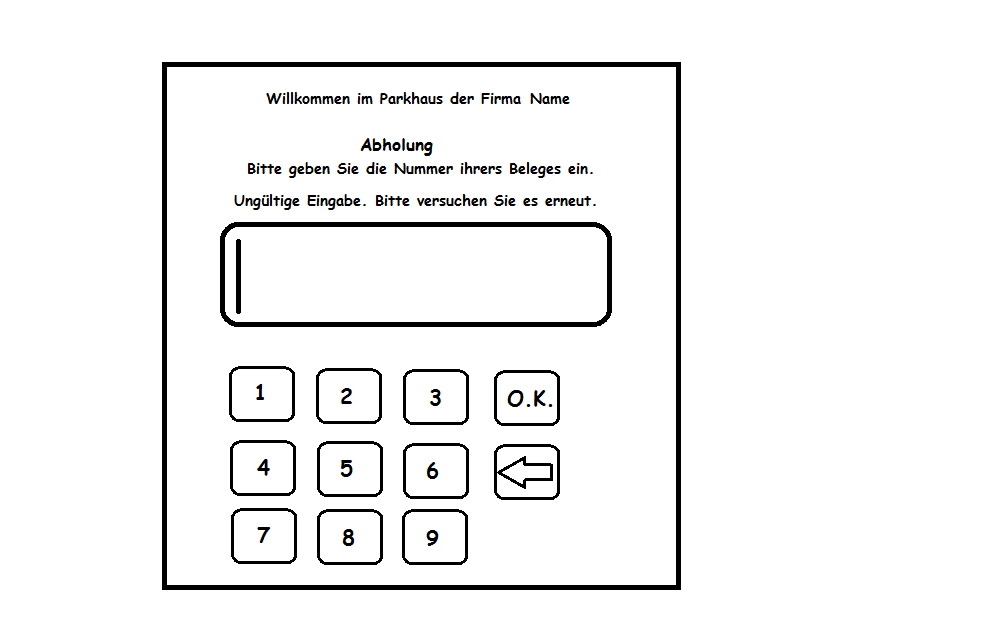 Willkommen im Parkhaus der Firma Name
Abholung
Bitte geben Sie die Nummer ihrers Beleges ein.
Ungültige Eingabe. Bitte versuchen Sie es erneut.
1 2 3 O.K.
4 5 6
7 8 9